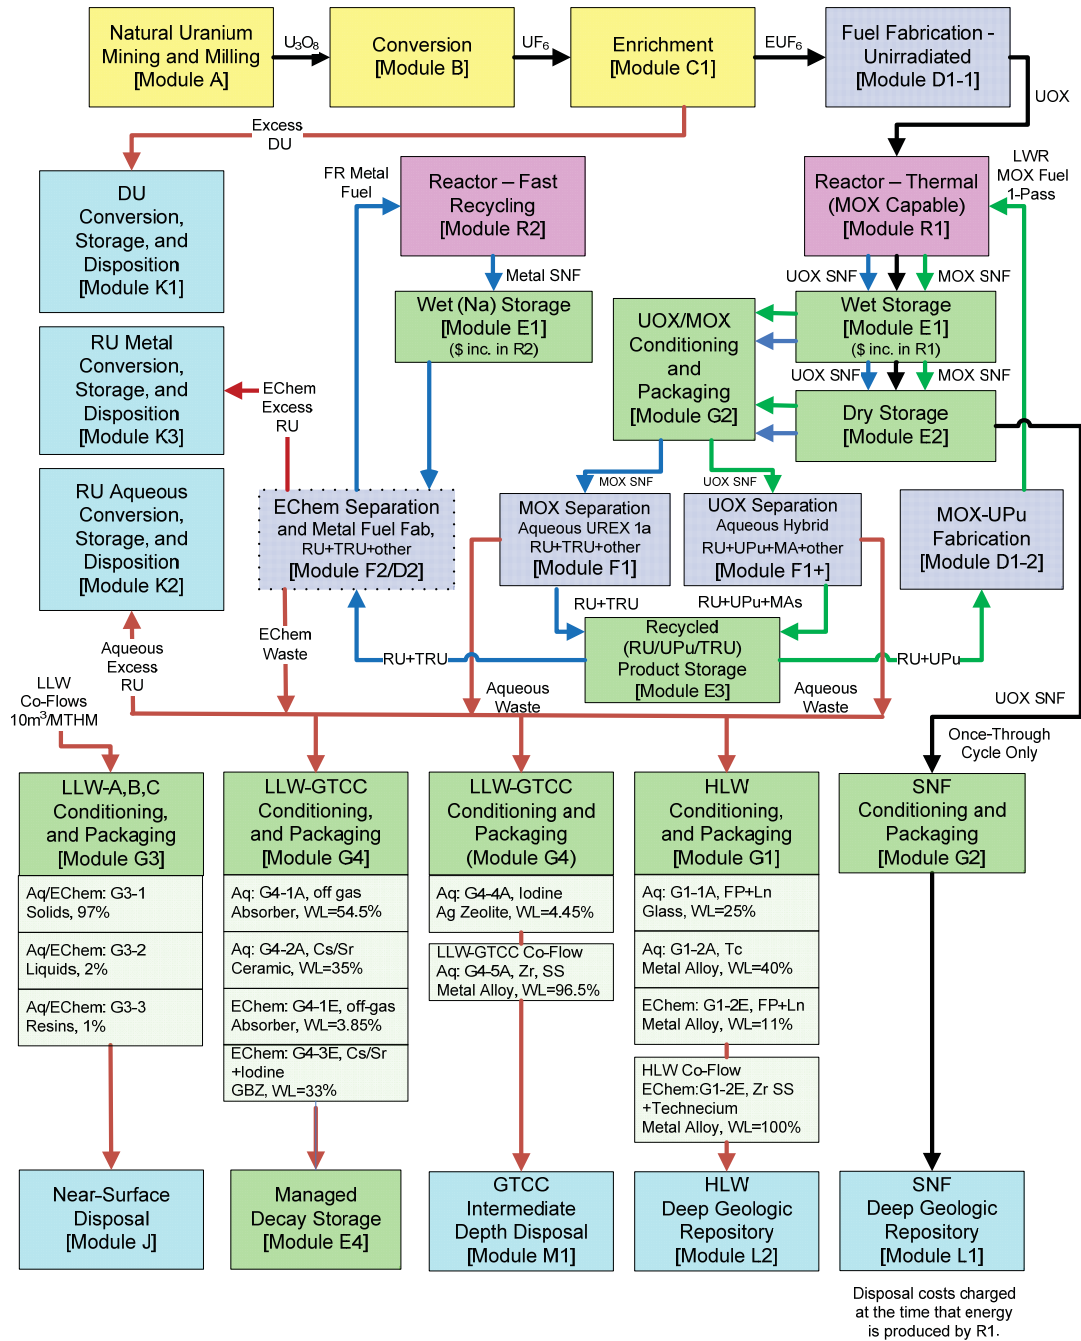 Natural Uranium
Mining and Milling
[Module A]
U3O8
Conversion
[Module B]
UF6
Enrichment
[Module C1]
EUF6
Fuel Fabrication -
Unirradiated
[Module D1-1]
UOX
Excess
DU
DU
Conversion,
Storage, and
Disposition
[Module K1]
FR Metal
Fuel
Reactor – Fast
Recycling
[Module R2]
Reactor – Thermal
(MOX Capable)
[Module R1]
LWR
MOX Fuel
1-Pass
Metal SNF
UOX SNF
MOX SNF
Wet (Na) Storage
[Module E1]
($ inc. in R2)
UOX/MOX
Conditioning
and
Packaging
[Module G2]
Wet Storage
[Module E1]
($ inc. in R1)
UOX SNF
MOX SNF
Dry Storage
[Module E2]
RU Metal
Conversion,
Storage, and
Disposition
[Module K3]
EChem
Excess
RU
MOX SNF
UOX SNF
RU Aqueous
Conversion,
Storage, and
Disposition
[Module K2]
EChem Separation
and Metal Fuel Fab,
RU+TRU+other
[Module F2/D2]
MOX Separation
Aqueous UREX 1a
RU+TRU+other
[Module F1]
UOX Separation
Aqueous Hybrid
RU+UPu+MA+other
[Module F1+]
MOX-UPu
Fabrication
[Module D1-2]
Aqueous
Excess
RU
EChem
Waste
RU+TRU
RU+UPu+MAs
RU+TRU
Recycled
(RU/UPu/TRU)
Product Storage
[Module E3]
RU+UPu
Aqueous
Waste
Aqueous
Waste
UOX SNF
LLW
Co-Flows
10m3/MTHM
Once-Through
Cycle Only
LLW-A,B,C
Conditioning,
and Packaging
[Module G3]
Aq/EChem: G3-1
Solids, 97%
Aq/EChem: G3-2
Liquids, 2%
Aq/EChem: G3-3
Resins, 1%
LLW-GTCC
Conditioning,
and Packaging
[Module G4]
Aq: G4-1A, off gas
Absorber, WL=54.5%
Aq: G4-2A, Cs/Sr
Ceramic, WL=35%
EChem: G4-1E, off-gas
Absorber, WL=3.85%
EChem: G4-3E, Cs/Sr
+Iodine
GBZ, WL=33%
LLW-GTCC
Conditioning and
Packaging
(Module G4)
Aq: G4-4A, Iodine
Ag Zeolite, WL=4.45%
LLW-GTCC Co-Flow
Aq: G4-5A, Zr, SS
Metal Alloy, WL=96.5%
HLW
Conditioning,
and Packaging
[Module G1]
Aq: G1-1A, FP+Ln
Glass, WL=25%
Aq: G1-2A, Tc
Metal Alloy, WL=40%
EChem: G1-2E, FP+Ln
Metal Alloy, WL=11%
HLW Co-Flow
EChem:G1-2E, Zr SS
+Technecium
Metal Alloy, WL=100%
SNF
Conditioning and
Packaging
[Module G2]
Near–Surface
Disposal
[Module J]
Managed
Decay Storage
[Module E4]
GTCC
Intermediate
Depth Disposal
[Module M1]
HLW
Deep Geologic
Repository
[Module L2]
SNF
Deep Geologic
Repository
[Module L1]
Disposal costs charged
at the time that energy
is produced by R1.